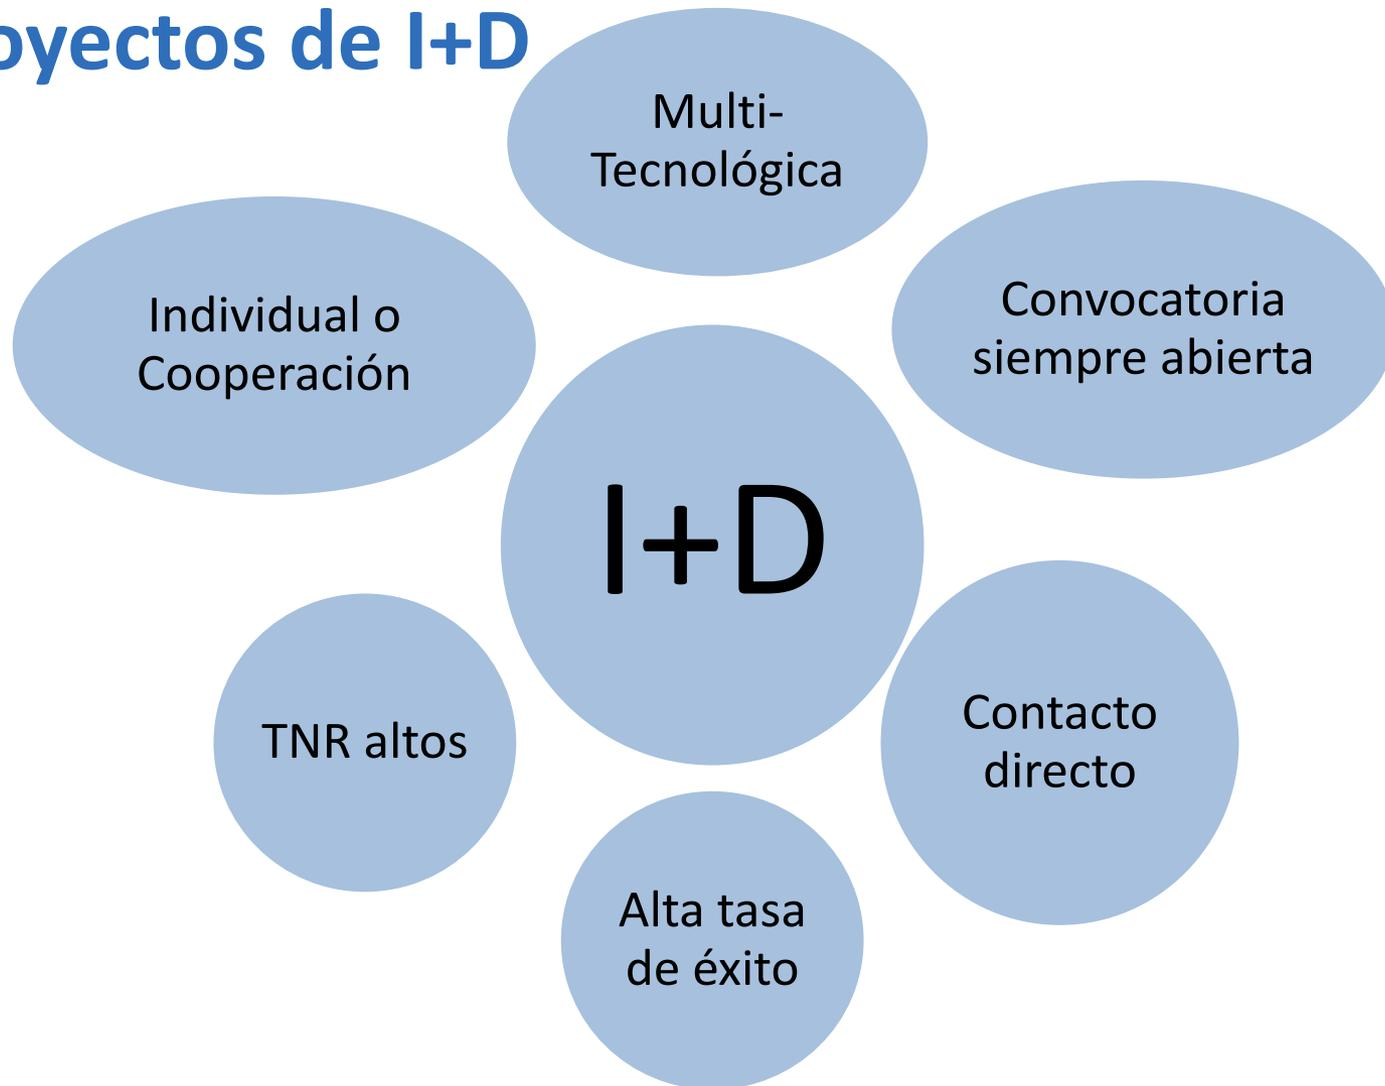 oyectos de I+D
Multi-
Tecnológica
Individual o
Cooperación
Convocatoria
siempre abierta
I+D
TNR altos
Contacto
directo
Alta tasa
de éxito